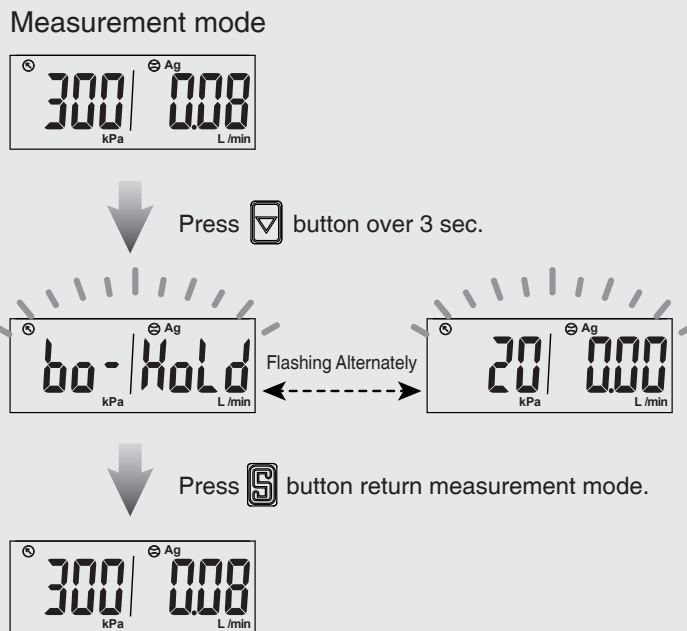 Measurement mode
Ag
300 0.08
kPa L/min
Press button over 3 sec.
Ag Ag
bo- Hold Flashing Alternately 20 0.00
kPa L/min kPa L/min
Press S button return measurement mode.
Ag
300 0.08
kPa L/min